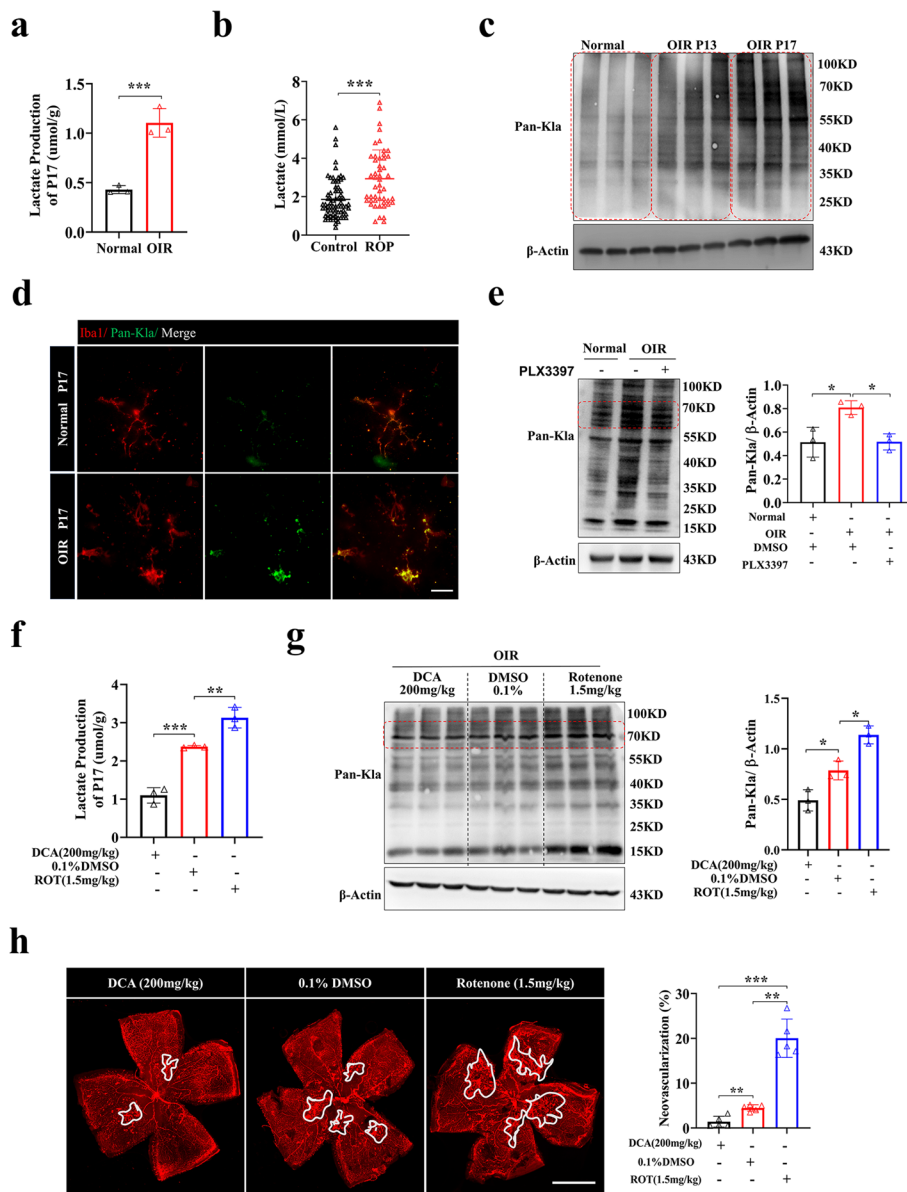 a
Lactate Production
of P17 (umol/g)
1.5
1.0
0.5
0.0
***
Normal OIR
b
Lactate (mmol/L)
8
6
4
2
0
***
Control ROP
c
Normal OIR P13 OIR P17
Pan-Kla
100KD
70KD
55KD
40KD
35KD
25KD
β-Actin 43KD
d
Iba1/ Pan-Kla/ Merge
Normal P17
OIR P17
e
Normal OIR
PLX3397 - - +
Pan-Kla
100KD
70KD
55KD
40KD
35KD
25KD
15KD
β-Actin 43KD
Pan-Kla/ β-Actin
1.0
0.8
0.6
0.4
0.2
0.0
* *
Normal + - -
OIR - + +
DMSO + + -
PLX3397 - - +
f
Lactate Production
of P17 (umol/g)
4
3
2
1
0
*** **
DCA(200mg/kg) + - -
0.1%DMSO - + -
ROT(1.5mg/kg) - - +
g
OIR
DCA DMSO Rotenone
200mg/kg 0.1% 1.5mg/kg
Pan-Kla
100KD
70KD
55KD
40KD
35KD
25KD
15KD
β-Actin 43KD
Pan-Kla/ β-Actin
1.5
1.0
0.5
0.0
* *
DCA(200mg/kg) + - -
0.1%DMSO - + -
ROT(1.5mg/kg) - - +
h
DCA (200mg/kg) 0.1% DMSO Rotenone (1.5mg/kg)
Neovascularization (%)
30
20
10
0
***
**
**
DCA(200mg/kg) + - -
0.1%DMSO - + -
ROT(1.5mg/kg) - - +